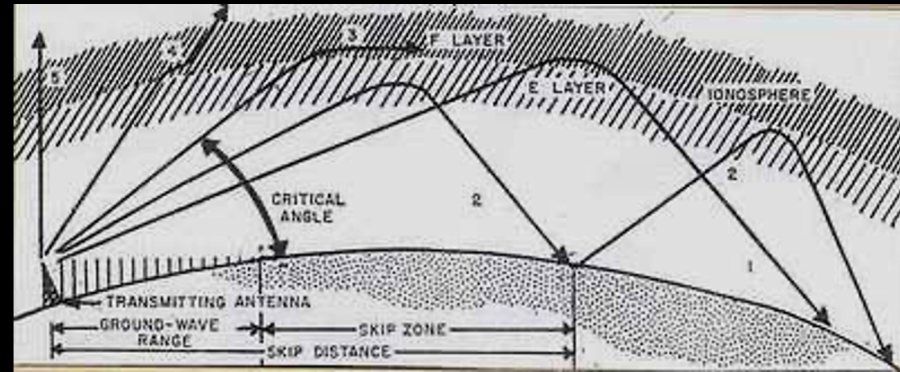 5
4
3
F LAYER
E LAYER
IONOSPHERE
CRITICAL
ANGLE
2
2
1
TRANSMITTING ANTENNA
GROUND-WAVE
RANGE
SKIP ZONE
SKIP DISTANCE